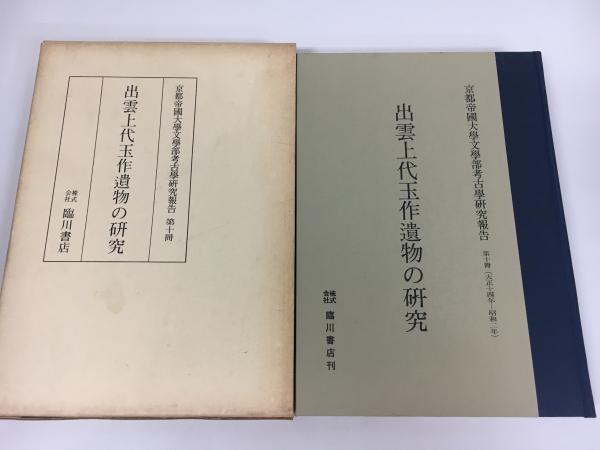 京都帝國大學文學部考古學研究報告 第十冊
出雲上代玉作遺物の研究
株式会社 臨川書店
京都帝國大學文學部考古學研究報告 第十冊(大正十四年―昭和二年)
出雲上代玉作遺物の研究
株式会社 臨川書店刊